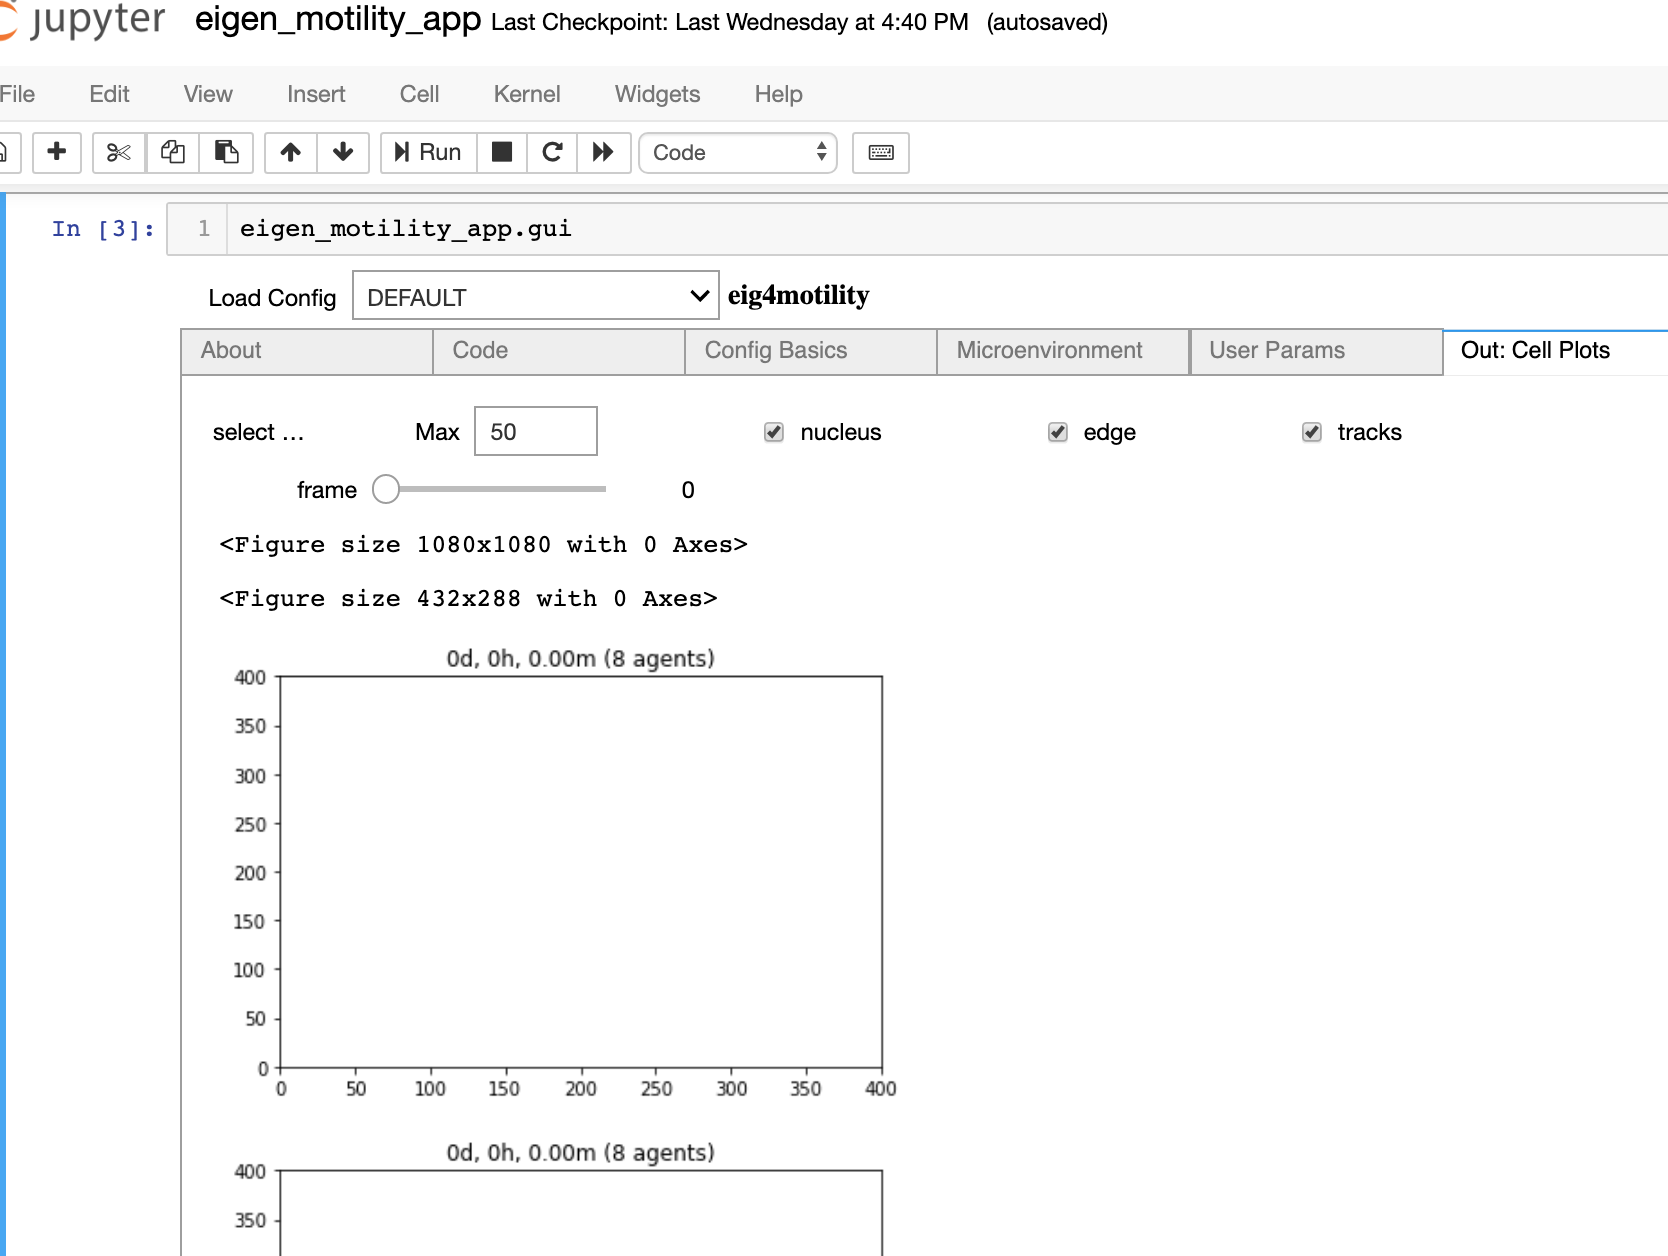 jupyter eigen_motility_app Last Checkpoint: Last Wednesday at 4:40 PM (autosaved)
File Edit View Insert Cell Kernel Widgets Help
Run Code
In [3]: 1 eigen_motility_app.gui
Load Config DEFAULT eig4motility
About Code Config Basics Microenvironment User Params Out: Cell Plots
select ... Max 50 nucleus edge tracks
frame 0
<Figure size 1080x1080 with 0 Axes>
<Figure size 432x288 with 0 Axes>
0d, 0h, 0.00m (8 agents)
400
350
300
250
200
150
100
50
0
0 50 100 150 200 250 300 350 400
0d, 0h, 0.00m (8 agents)
400
350